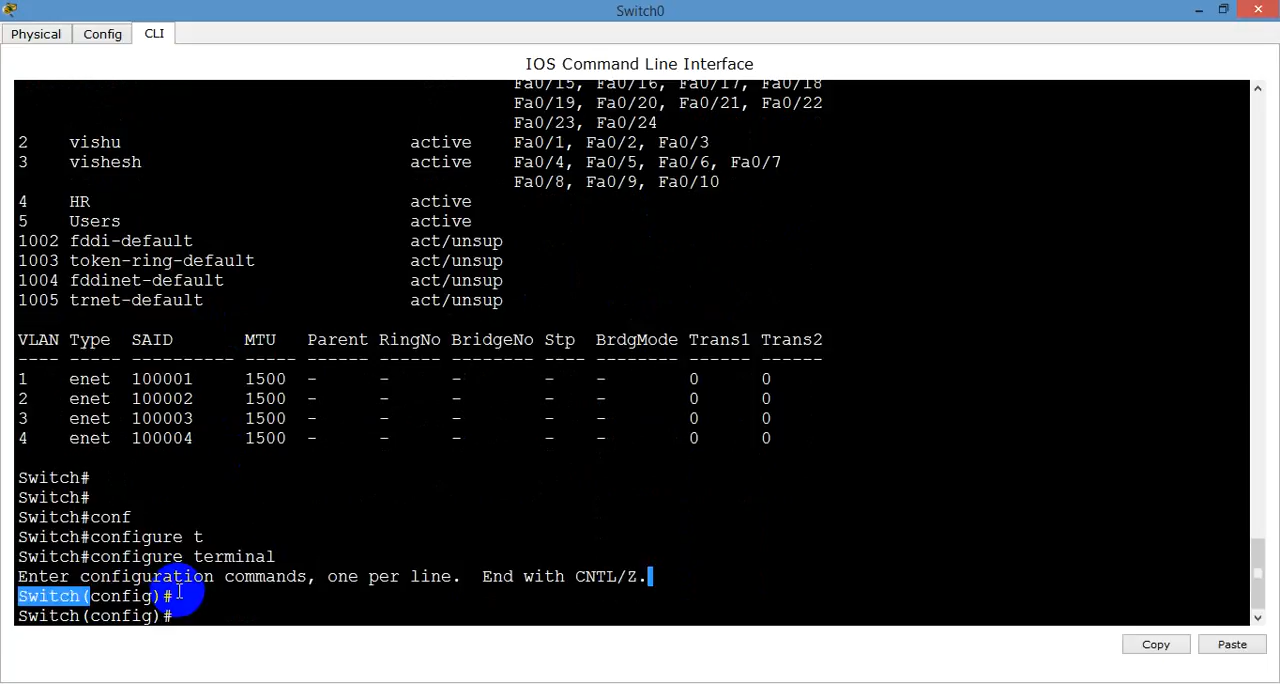 Switch0
Physical Config CLI
IOS Command Line Interface
Fa0/15, Fa0/16, Fa0/17, Fa0/18
Fa0/19, Fa0/20, Fa0/21, Fa0/22
Fa0/23, Fa0/24
2 vishu active Fa0/1, Fa0/2, Fa0/3
3 vishesh active Fa0/4, Fa0/5, Fa0/6, Fa0/7
Fa0/8, Fa0/9, Fa0/10
4 HR active
5 Users active
1002 fddi-default act/unsup
1003 token-ring-default act/unsup
1004 fddinet-default act/unsup
1005 trnet-default act/unsup
VLAN Type SAID MTU Parent RingNo BridgeNo Stp BrdgMode Trans1 Trans2
---- ----- ---------- ----- ------ ------ -------- ---- -------- ------ ------
1 enet 100001 1500 - - - - - 0 0
2 enet 100002 1500 - - - - - 0 0
3 enet 100003 1500 - - - - - 0 0
4 enet 100004 1500 - - - - - 0 0
Switch#
Switch#
Switch#conf
Switch#configure t
Switch#configure terminal
Enter configuration commands, one per line. End with CNTL/Z.
Switch(config)#
Switch(config)#
Copy Paste